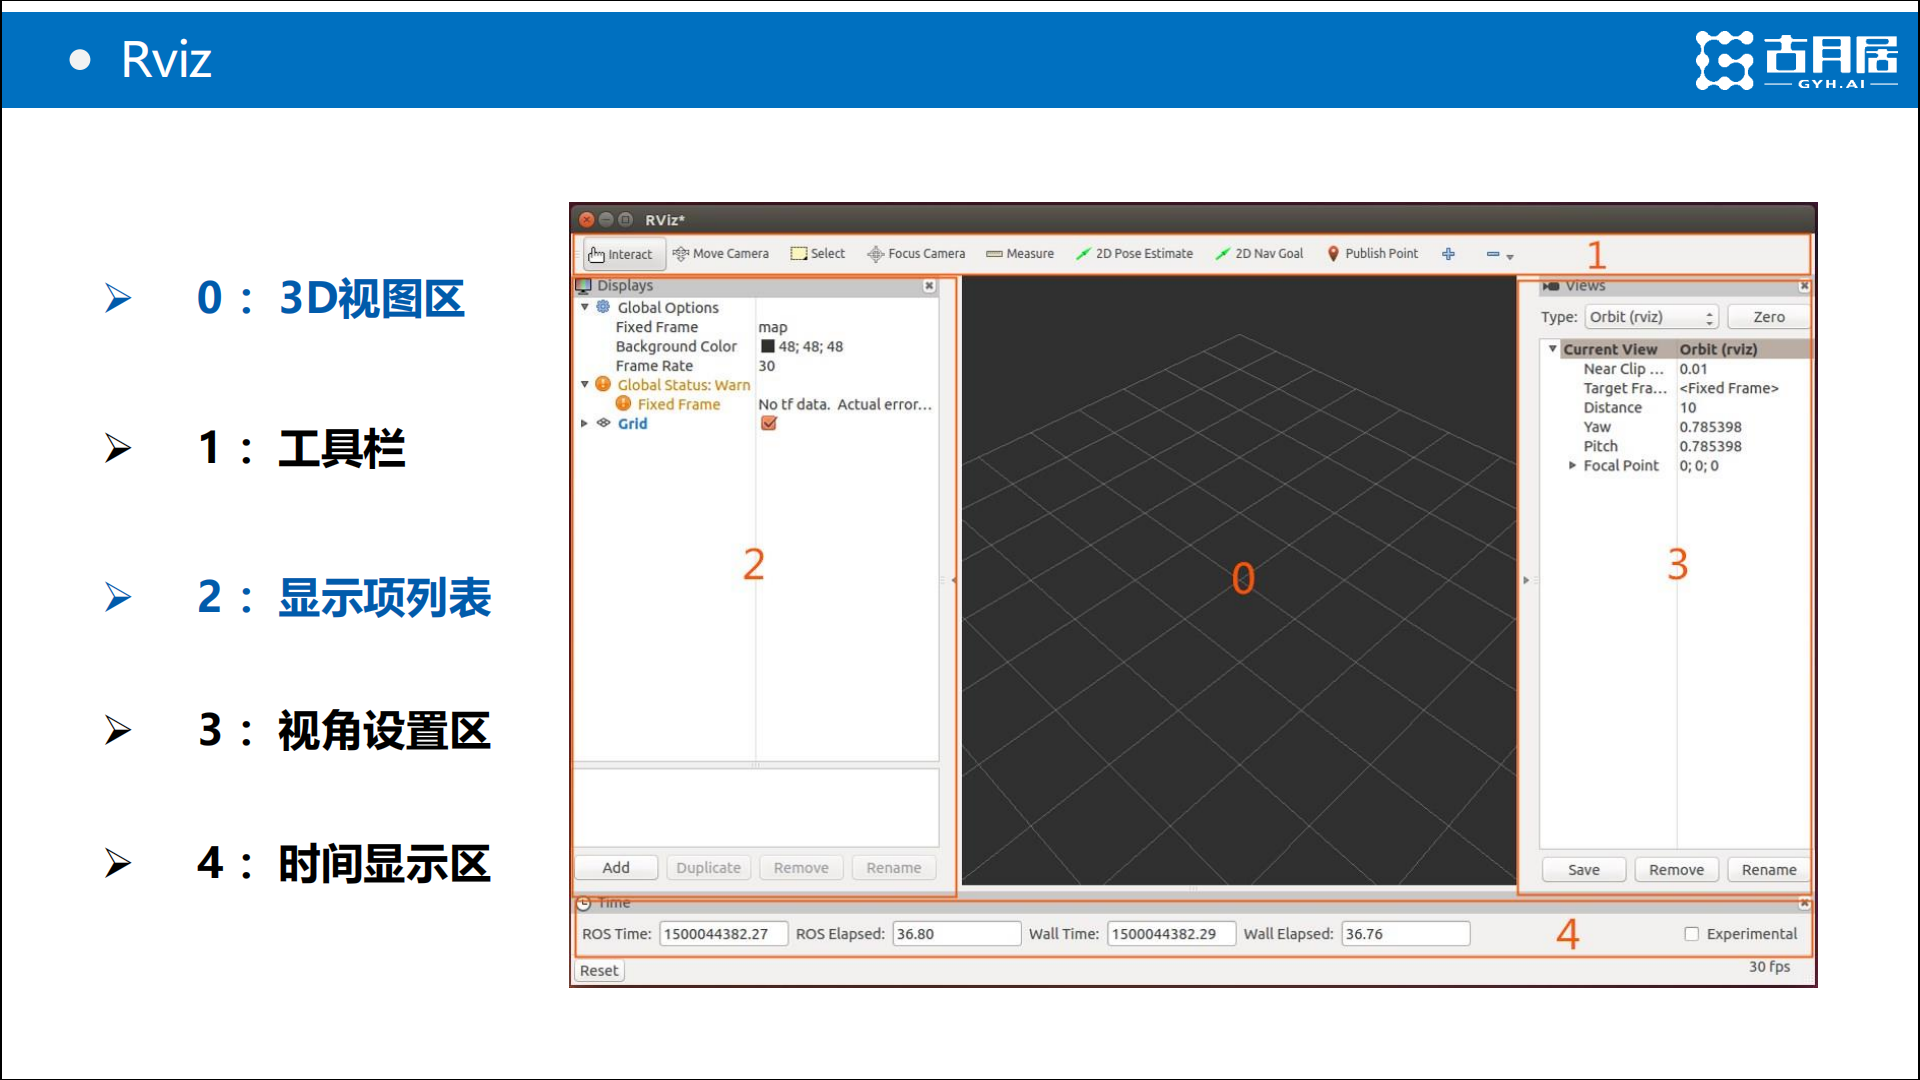 Rviz
古月居
GYH.AI
0：3D视图区
1：工具栏
2：显示项列表
3：视角设置区
4：时间显示区
RViz*
Interact Move Camera Select Focus Camera Measure 2D Pose Estimate 2D Nav Goal Publish Point 1
Displays
Global Options
Fixed Frame map
Background Color 48; 48; 48
Frame Rate 30
Global Status: Warn
Fixed Frame No tf data. Actual error...
Grid
2
Add Duplicate Remove Rename
0
Views
Type: Orbit (rviz) Zero
Current View Orbit (rviz)
Near Clip ... 0.01
Target Fra... <Fixed Frame>
Distance 10
Yaw 0.785398
Pitch 0.785398
Focal Point 0; 0; 0
3
Save Remove Rename
Time
ROS Time: 1500044382.27 ROS Elapsed: 36.80 Wall Time: 1500044382.29 Wall Elapsed: 36.76 4 Experimental
Reset 30 fps